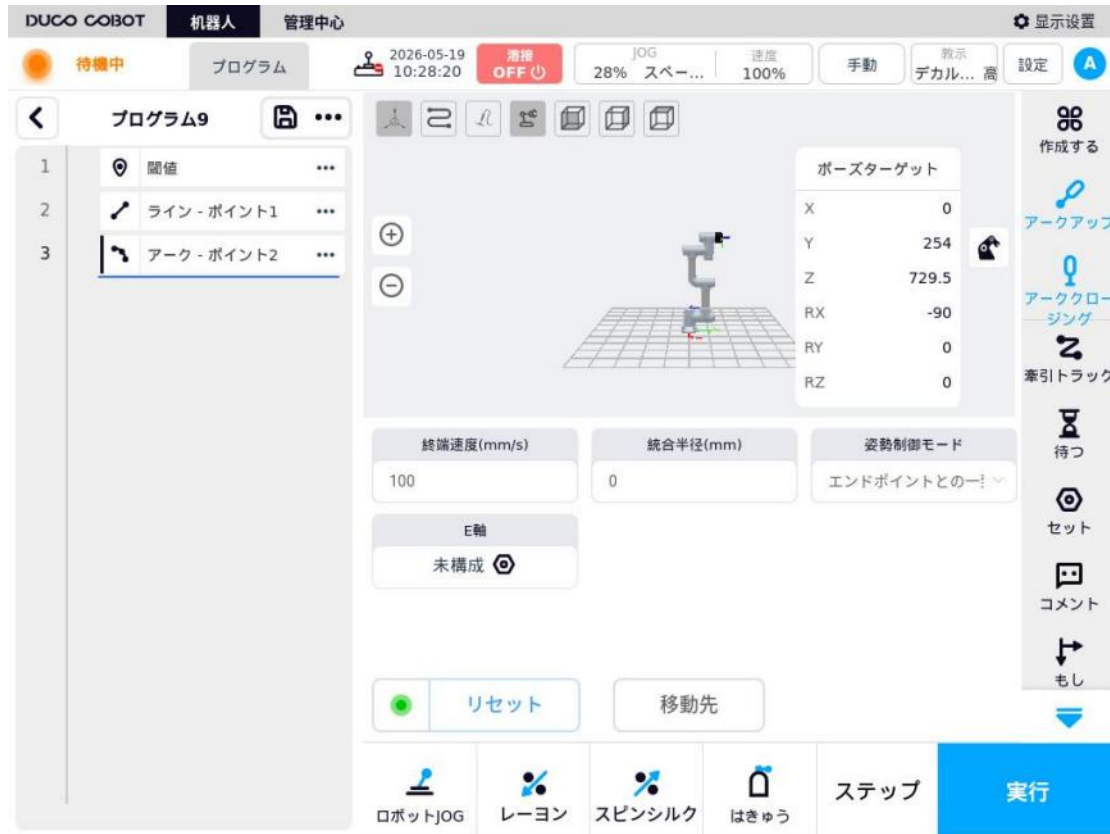 DUCO COBOT
机器人
管理中心
显示设置
待機中
プログラム
2026-05-19
10:28:20
溶接
OFF
JOG
28% スペー...
速度
100%
手動
教示
デカル... 高
設定
A
プログラム9
1 閾値
2 ライン - ポイント1
3 アーク - ポイント2
ポーズターゲット
X 0
Y 254
Z 729.5
RX -90
RY 0
RZ 0
終端速度(mm/s)
100
統合半径(mm)
0
姿勢制御モード
エンドポイントとの一
E軸
未構成
リセット
移動先
ロボットJOG
レーヨン
スピンシルク
はきゅう
ステップ
実行
作成する
アークアップ
アーククロー
ジング
牽引トラック
待つ
セット
コメント
もし